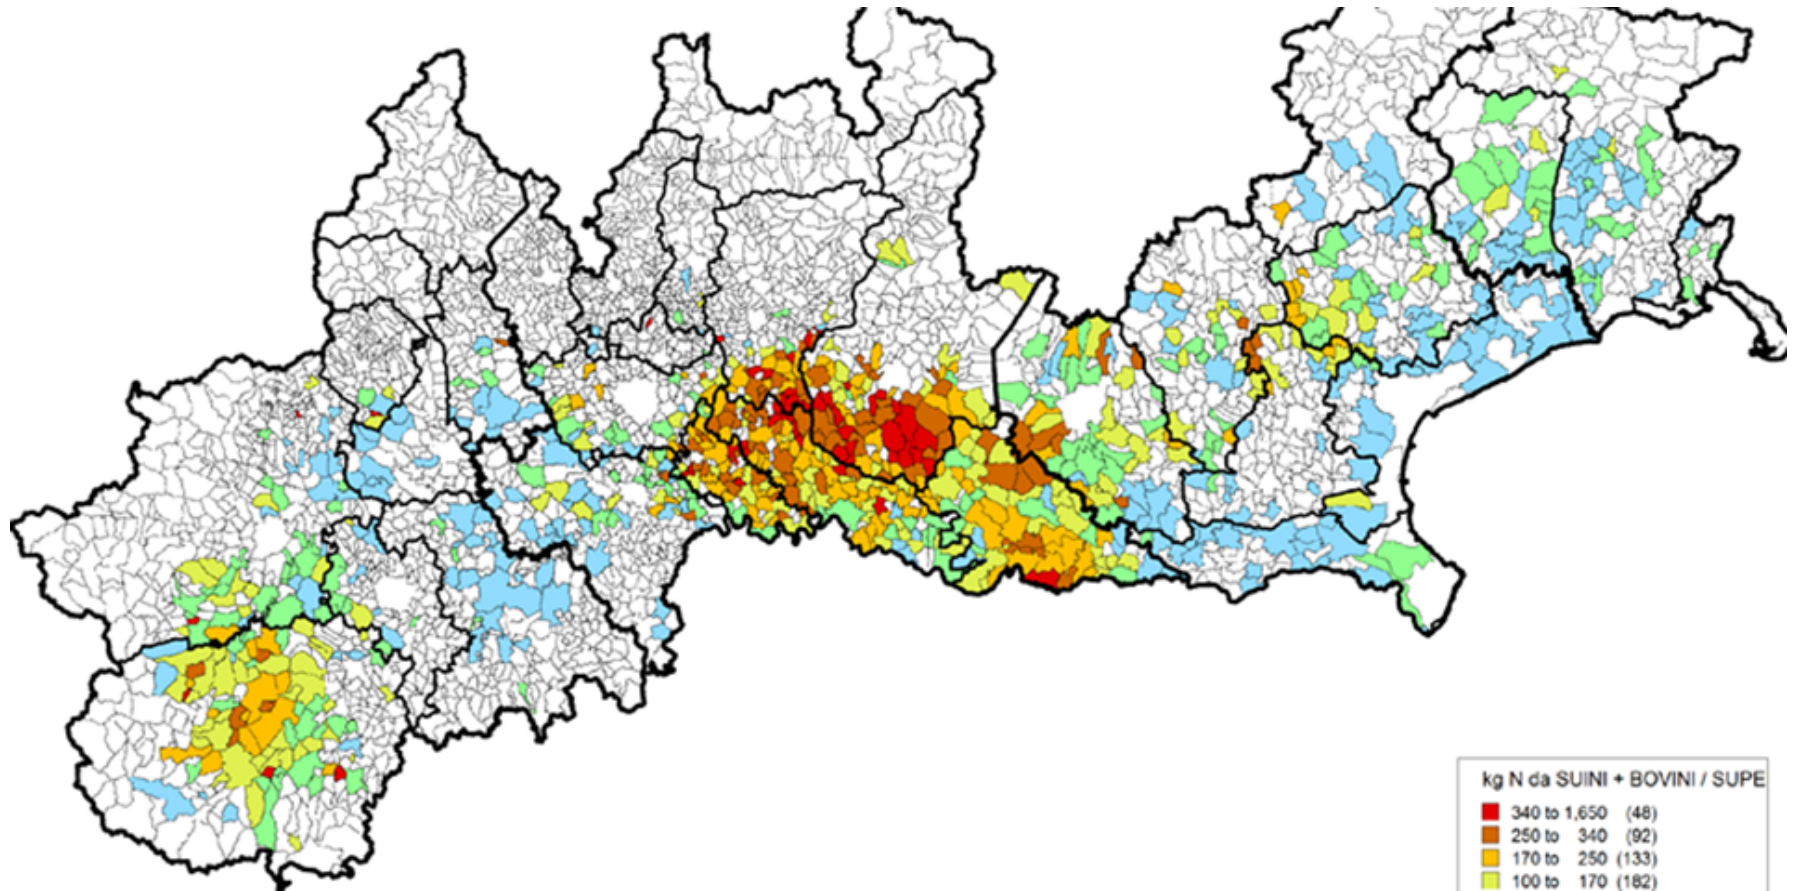 kg N da SUINI + BOVINI / SUPE
340 to 1,650 (48)
250 to 340 (92)
170 to 250 (133)
100 to 170 (182)